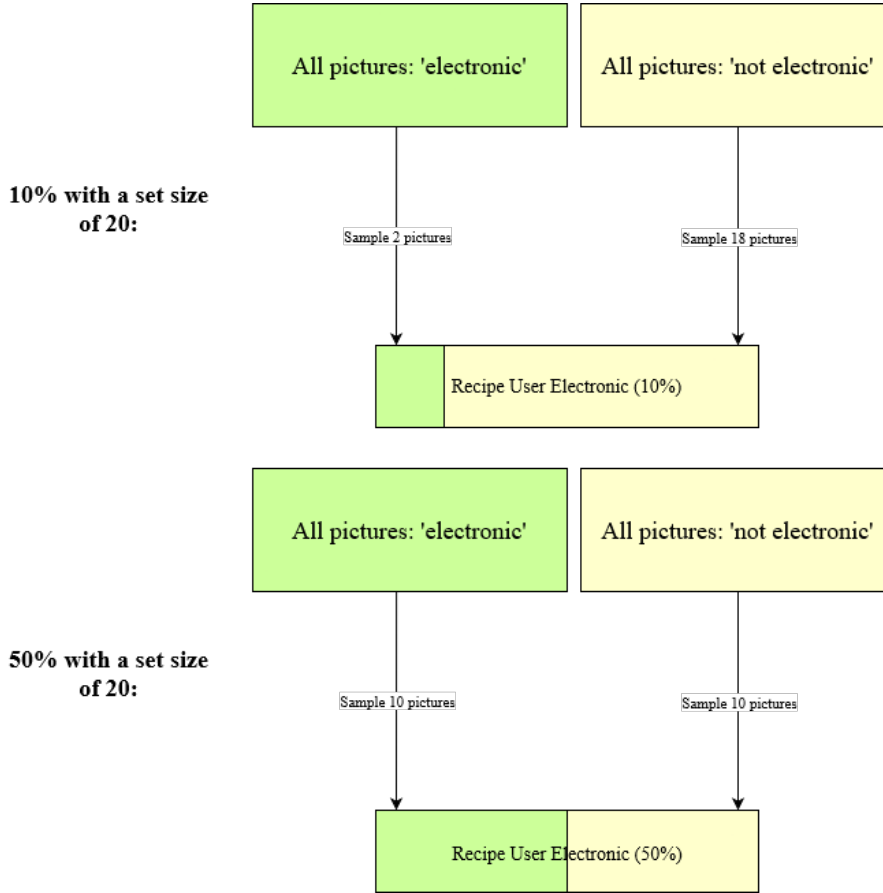 All pictures: 'electronic'
All pictures: 'not electronic'
10% with a set size
of 20:
Sample 2 pictures
Sample 18 pictures
Recipe User Electronic (10%)
All pictures: 'electronic'
All pictures: 'not electronic'
50% with a set size
of 20:
Sample 10 pictures
Sample 10 pictures
Recipe User Electronic (50%)